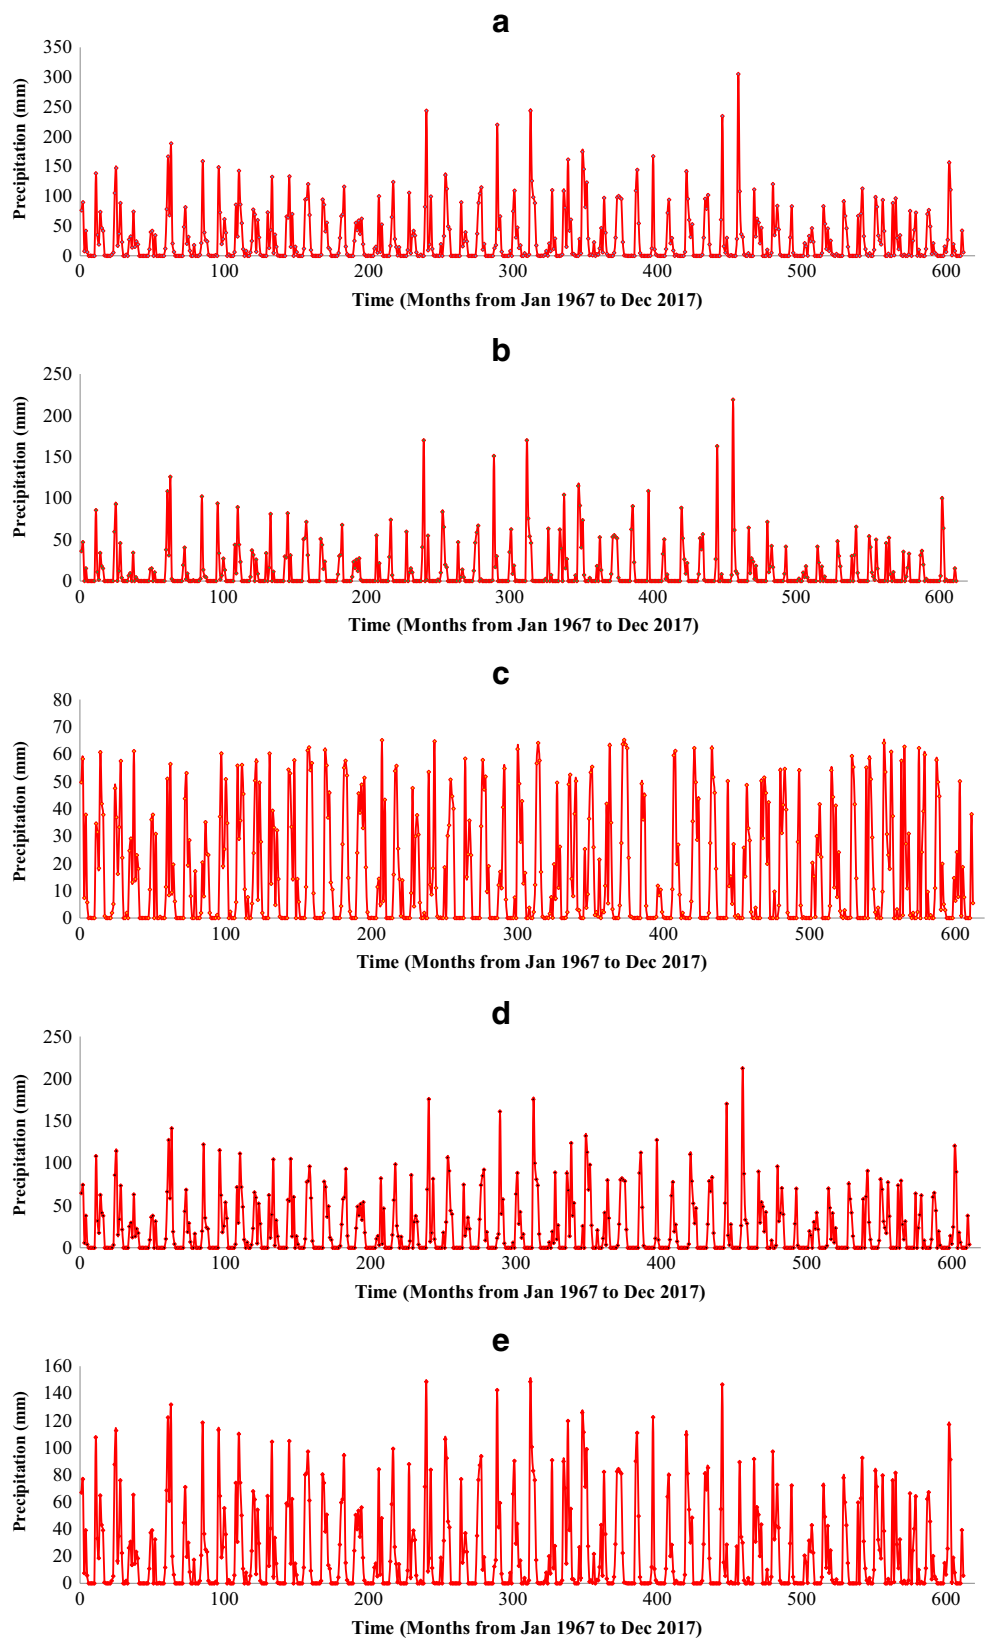 a
350
300
250
200
150
100
50
0
Precipitation (mm)
0 100 200 300 400 500 600
Time (Months from Jan 1967 to Dec 2017)
b
250
200
150
100
50
0
Precipitation (mm)
0 100 200 300 400 500 600
Time (Months from Jan 1967 to Dec 2017)
c
80
70
60
50
40
30
20
10
0
Precipitation (mm)
0 100 200 300 400 500 600
Time (Months from Jan 1967 to Dec 2017)
d
250
200
150
100
50
0
Precipitation (mm)
0 100 200 300 400 500 600
Time (Months from Jan 1967 to Dec 2017)
e
160
140
120
100
80
60
40
20
0
Precipitation (mm)
0 100 200 300 400 500 600
Time (Months from Jan 1967 to Dec 2017)